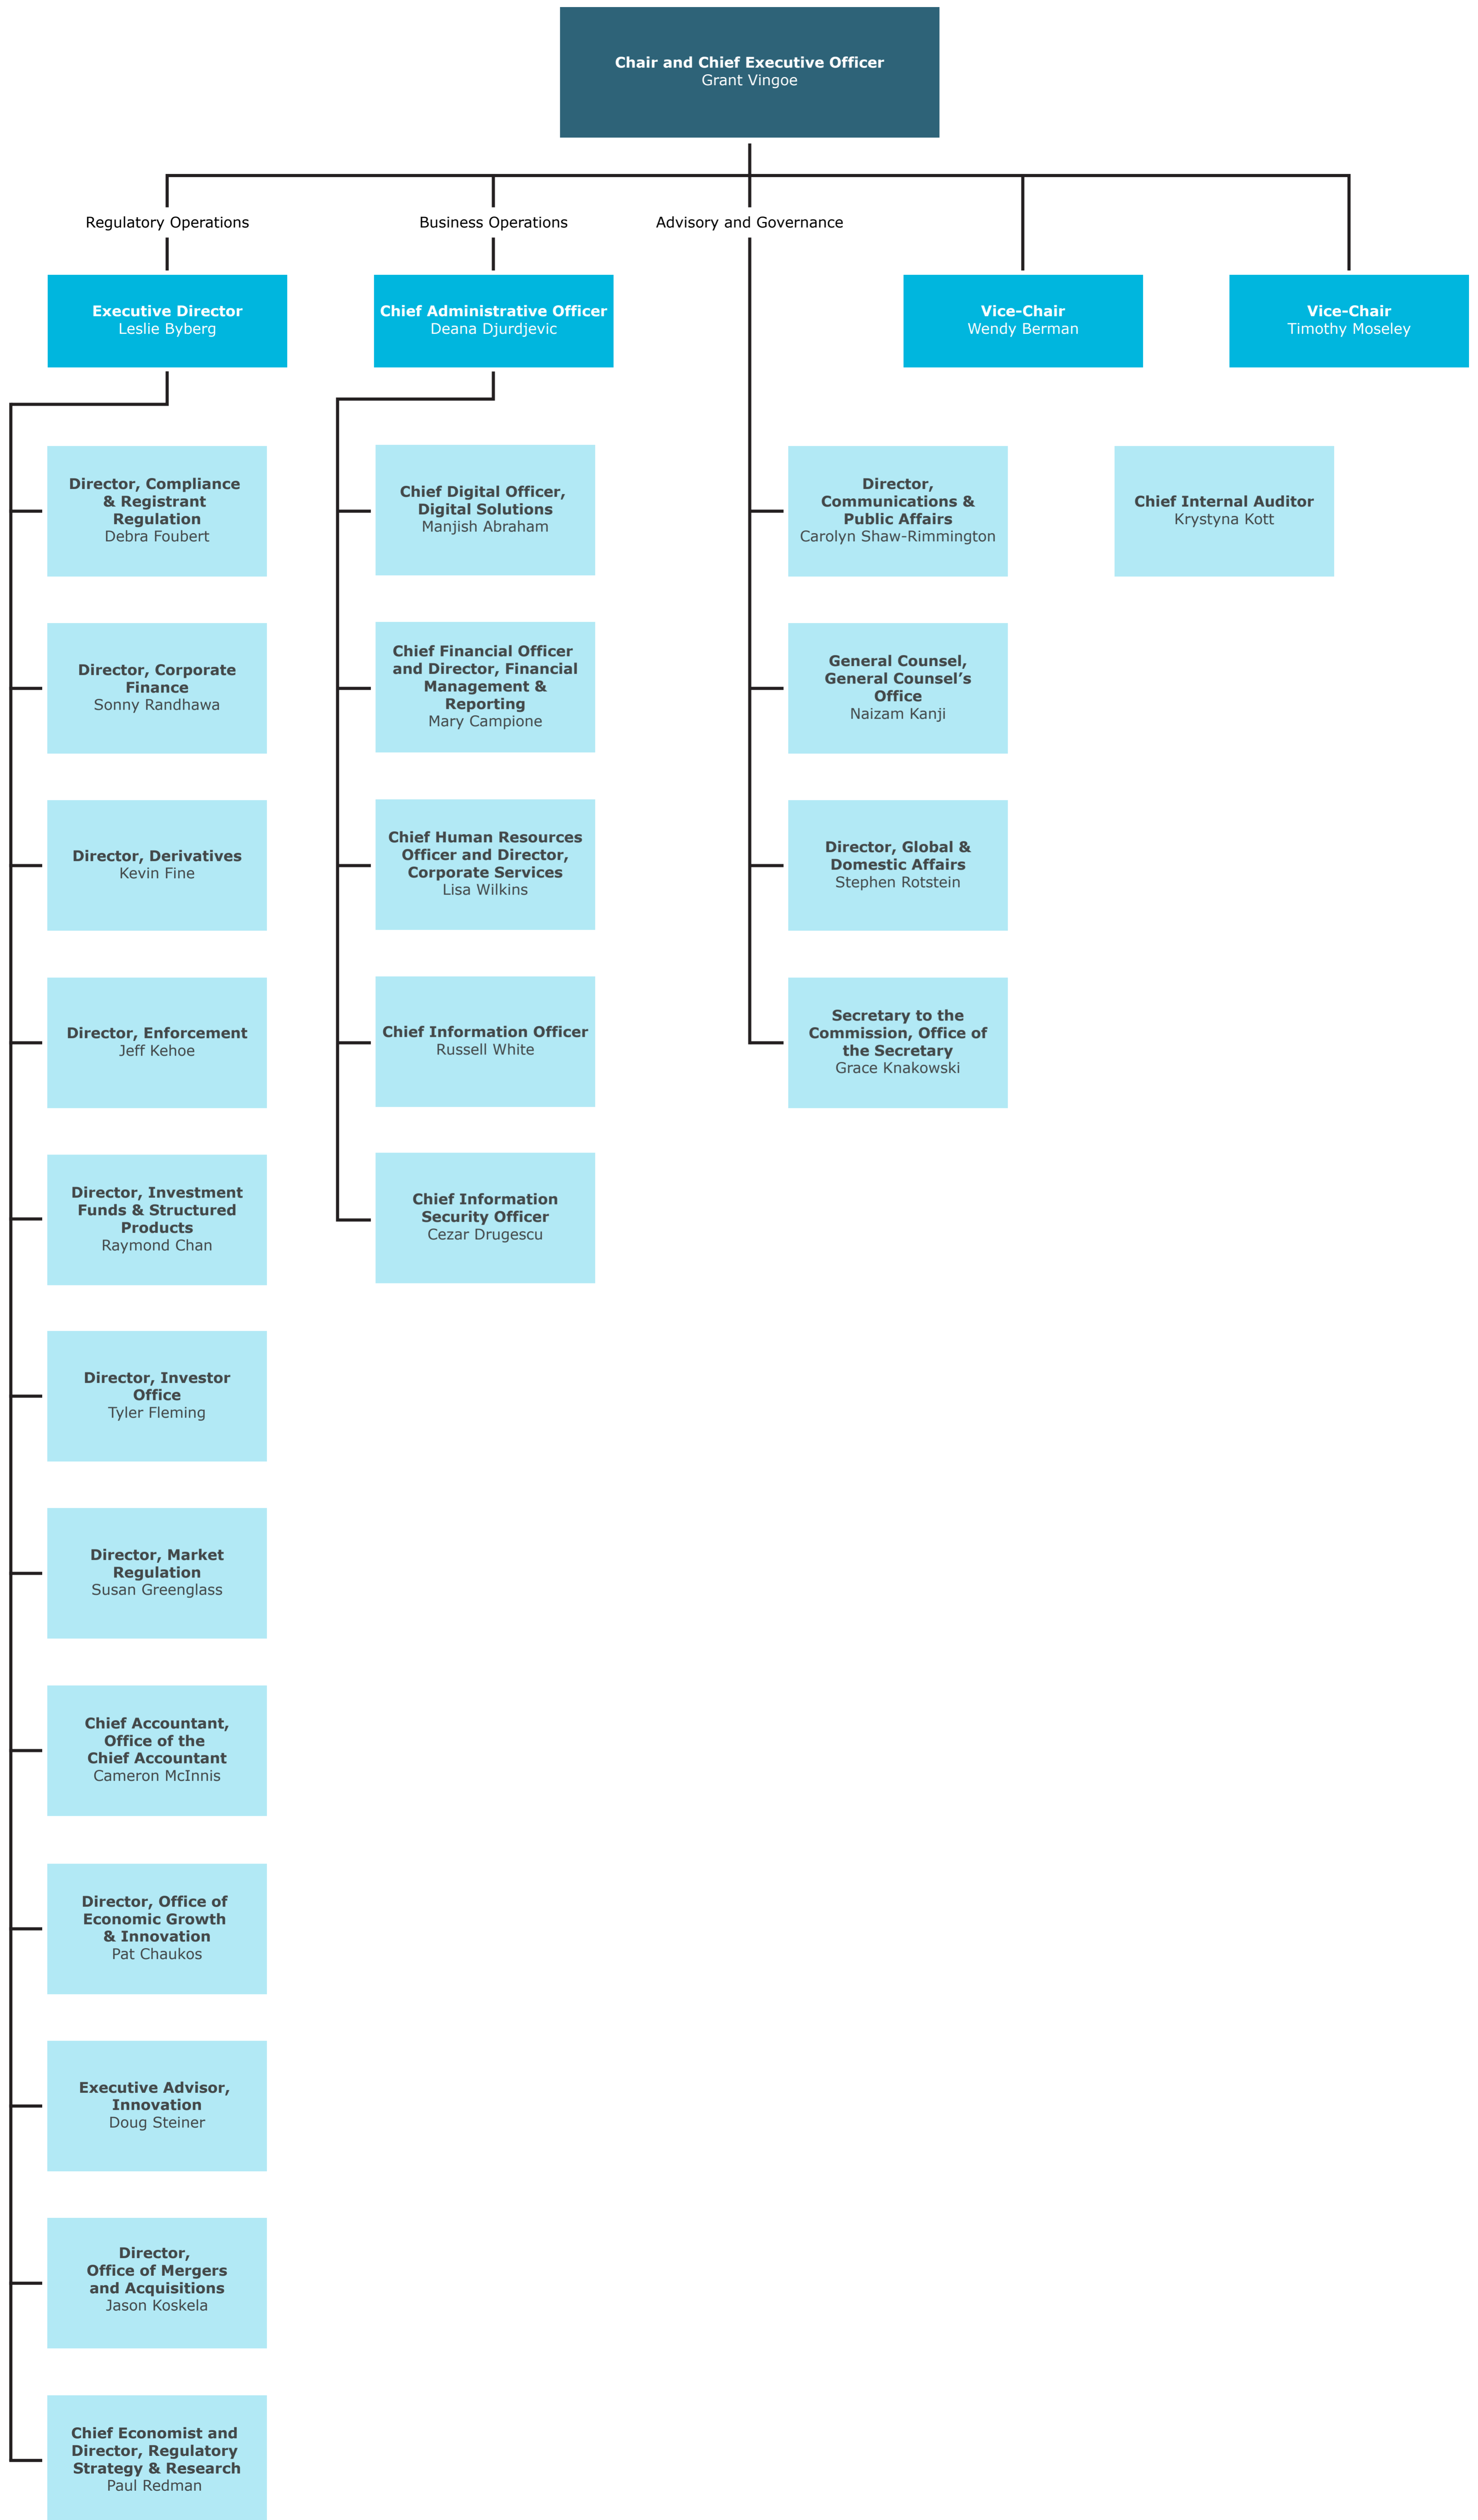 Chair and Chief Executive Officer
Grant Vingoe
Regulatory Operations
Business Operations
Advisory and Governance
Executive Director
Leslie Byberg
Chief Administrative Officer
Deana Djurdjevic
Vice-Chair
Wendy Berman
Vice-Chair
Timothy Moseley
Director, Compliance
& Registrant
Regulation
Debra Foubert
Director, Corporate
Finance
Sonny Randhawa
Director, Derivatives
Kevin Fine
Director, Enforcement
Jeff Kehoe
Director, Investment
Funds & Structured
Products
Raymond Chan
Director, Investor
Office
Tyler Fleming
Director, Market
Regulation
Susan Greenglass
Chief Accountant,
Office of the
Chief Accountant
Cameron McInnis
Director, Office of
Economic Growth
& Innovation
Pat Chaukos
Executive Advisor,
Innovation
Doug Steiner
Director,
Office of Mergers
and Acquisitions
Jason Koskela
Chief Economist and
Director, Regulatory
Strategy & Research
Paul Redman
Chief Digital Officer,
Digital Solutions
Manjish Abraham
Chief Financial Officer
and Director, Financial
Management &
Reporting
Mary Campione
Chief Human Resources
Officer and Director,
Corporate Services
Lisa Wilkins
Chief Information Officer
Russell White
Chief Information
Security Officer
Cezar Drugescu
Director,
Communications &
Public Affairs
Carolyn Shaw-Rimmington
General Counsel,
General Counsel’s
Office
Naizam Kanji
Director, Global &
Domestic Affairs
Stephen Rotstein
Secretary to the
Commission, Office of
the Secretary
Grace Knakowski
Chief Internal Auditor
Krystyna Kott